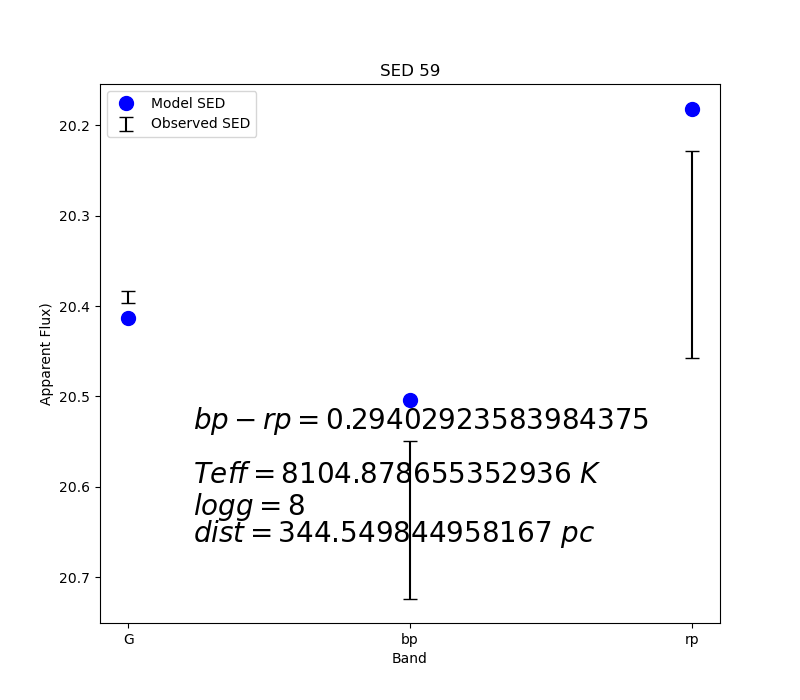 SED 59
Model SED
Observed SED
20.2
20.3
20.4
20.5
20.6
20.7
Apparent Flux)
bp − rp = 0.29402923583984375
Teff = 8104.878655352936 K
logg = 8
dist = 344.549844958167 pc
G bp rp
Band